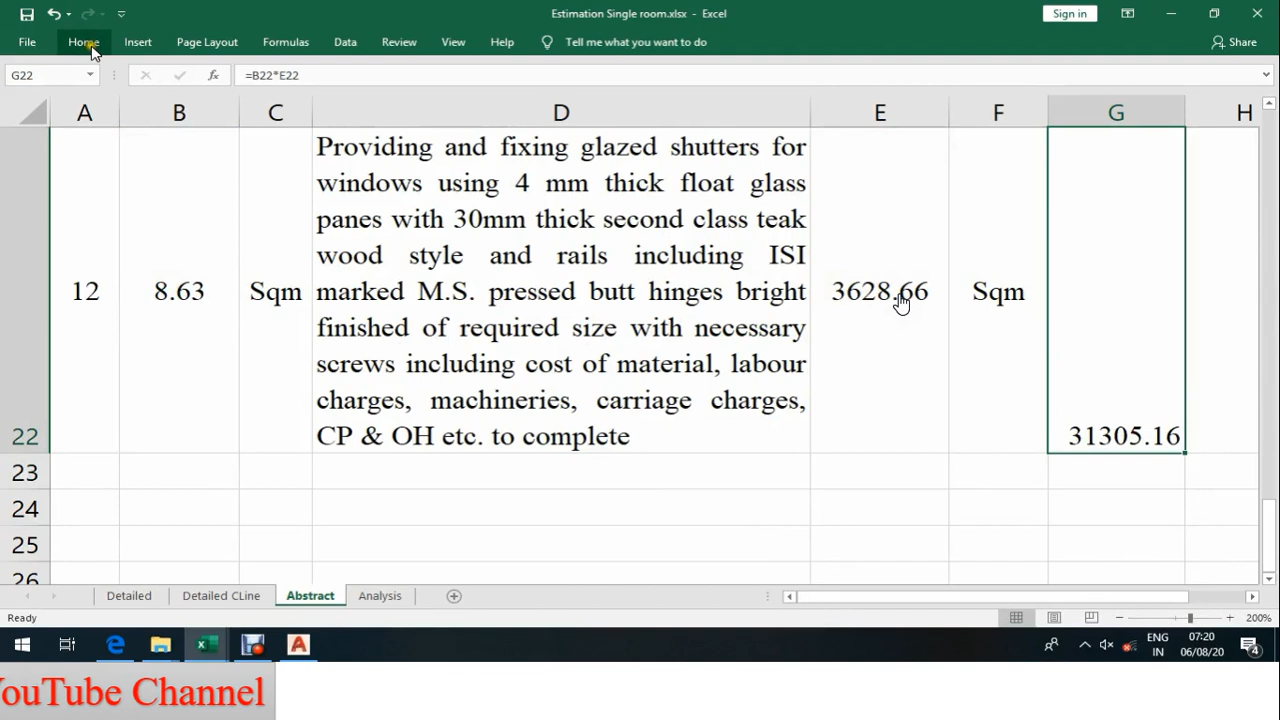 Estimation Single room.xlsx - Excel
Sign in
File Home Insert Page Layout Formulas Data Review View Help Tell me what you want to do Share
G22 fx =B22*E22
A B C D E F G H
Providing and fixing glazed shutters for
windows using 4 mm thick float glass
panes with 30mm thick second class teak
wood style and rails including ISI
12 8.63 Sqm marked M.S. pressed butt hinges bright 3628.66 Sqm
finished of required size with necessary
screws including cost of material, labour
charges, machineries, carriage charges,
22 CP & OH etc. to complete 31305.16
23
24
25
26
Detailed Detailed CLine Abstract Analysis
Ready 200%
ENG 07:20
IN 06/08/20 4
YouTube Channel